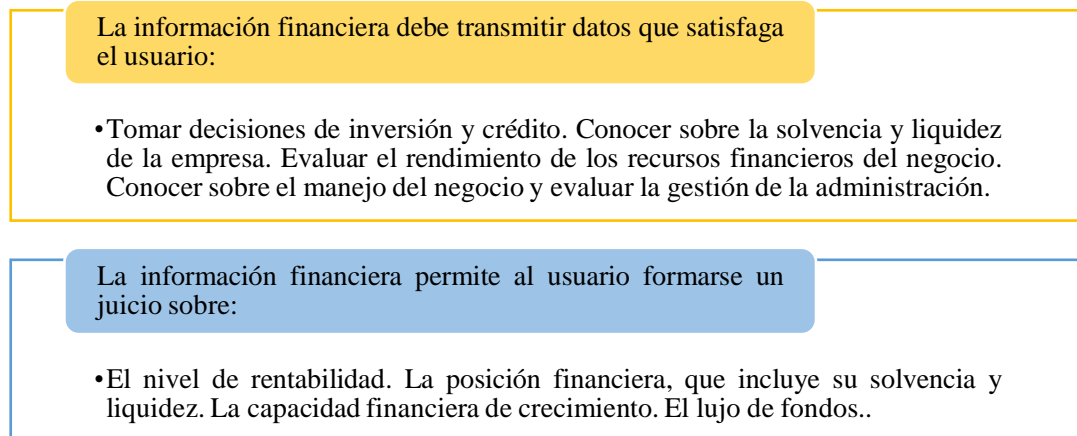 La información financiera debe transmitir datos que satisfaga
el usuario:
•Tomar decisiones de inversión y crédito. Conocer sobre la solvencia y liquidez
de la empresa. Evaluar el rendimiento de los recursos financieros del negocio.
Conocer sobre el manejo del negocio y evaluar la gestión de la administración.
La información financiera permite al usuario formarse un
juicio sobre:
•El nivel de rentabilidad. La posición financiera, que incluye su solvencia y
liquidez. La capacidad financiera de crecimiento. El lujo de fondos..